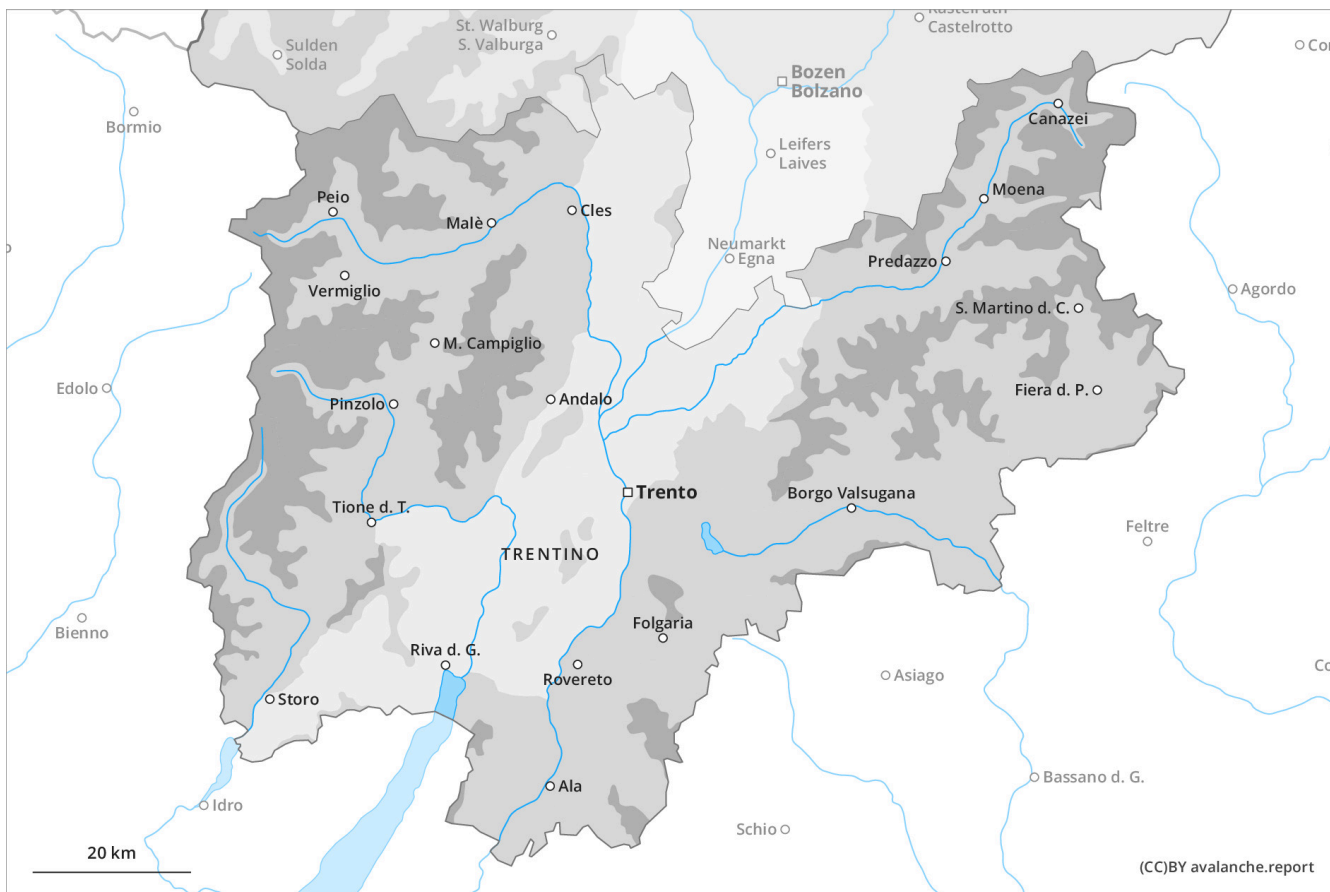 Kastelruth
Castelrotto
St. Walburg
S. Valburga
Sulden
Solda
Bozen
Bolzano
Bormio
Canazei
Leifers
Laives
Peio
Moena
Malè
Cles
Neumarkt
Egna
Predazzo
Vermiglio
Agordo
S. Martino d. C.
M. Campiglio
Edolo
Fiera d. P.
Pinzolo
Andalo
Trento
Borgo Valsugana
Tione d. T.
Feltre
TRENTINO
Bienno
Folgaria
Riva d. G.
Rovereto
Asiago
Storo
Bassano d. G.
Ala
Idro
Schio
20 km
(CC)BY avalanche.report